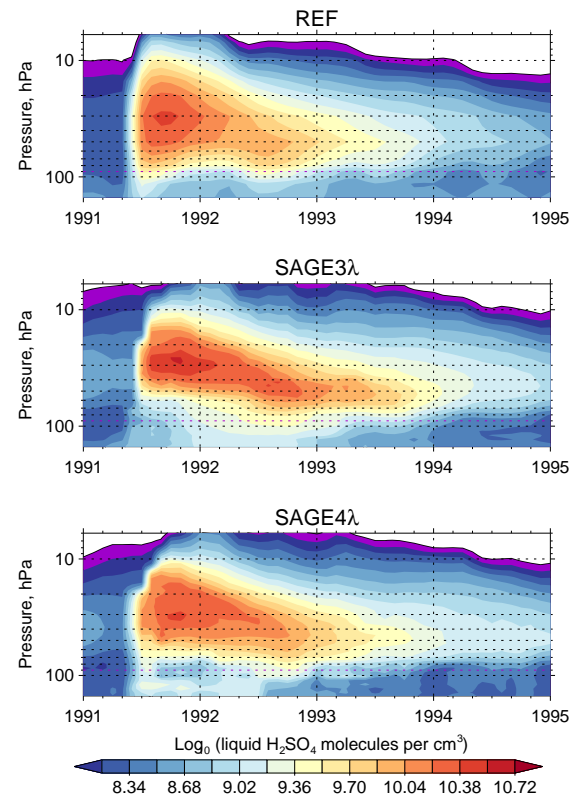 REF
10
Pressure, hPa
100
1991 1992 1993 1994 1995
SAGE3λ
10
Pressure, hPa
100
1991 1992 1993 1994 1995
SAGE4λ
10
Pressure, hPa
100
1991 1992 1993 1994 1995
Log₀ (liquid H₂SO₄ molecules per cm³)
8.34 8.68 9.02 9.36 9.70 10.04 10.38 10.72